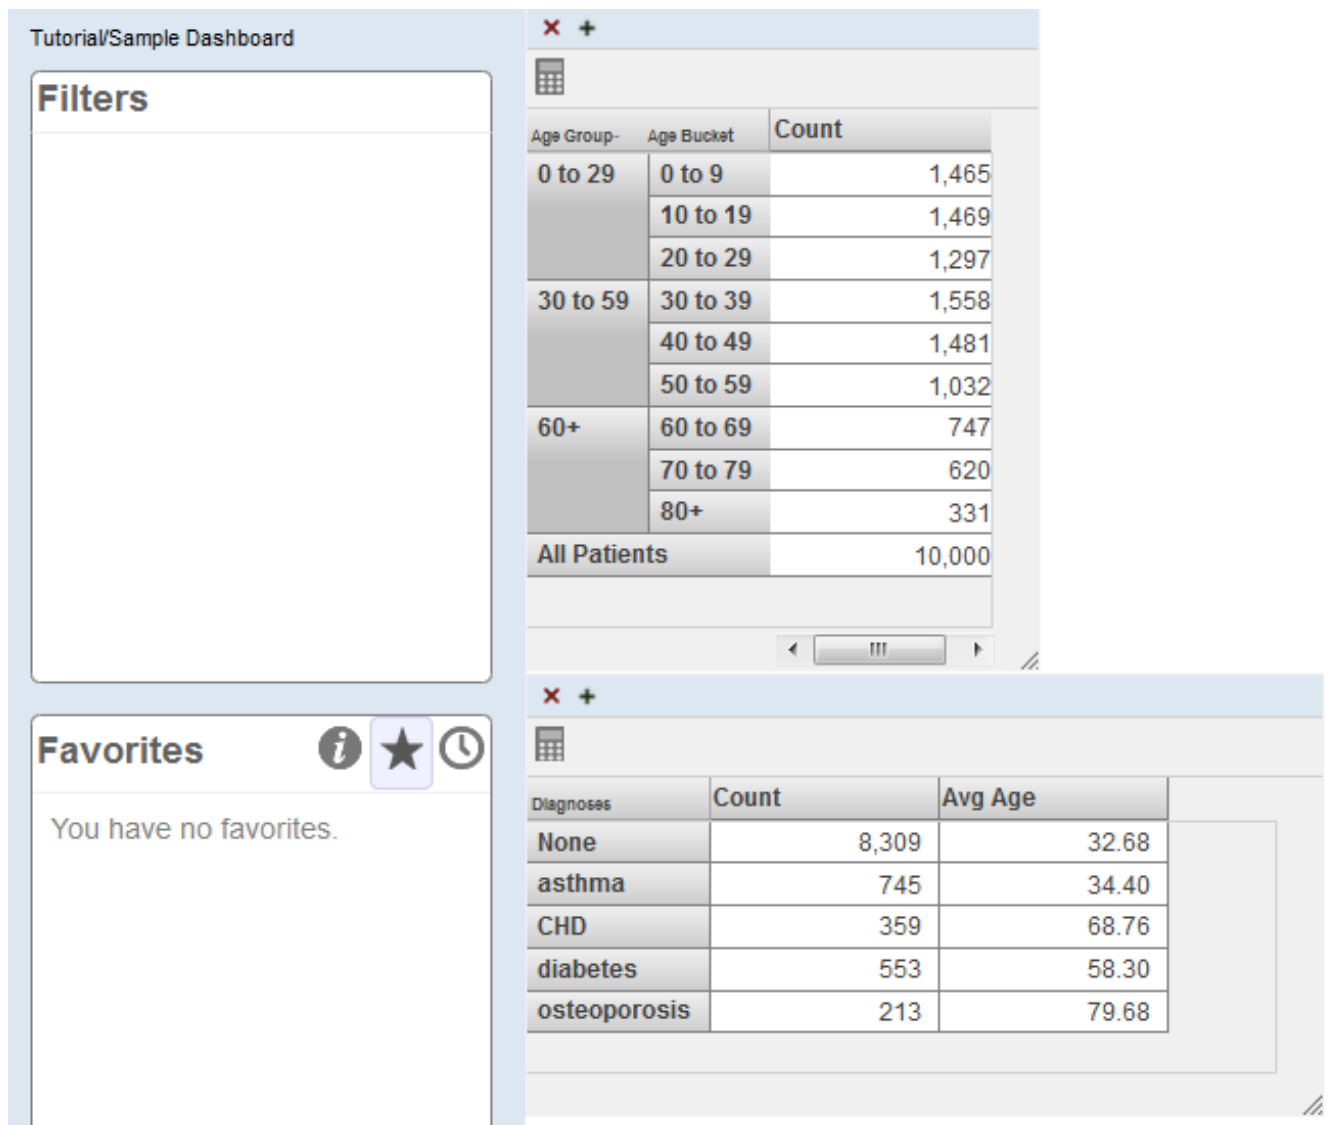 Tutorial/Sample Dashboard
Filters
Age Group- Age Bucket Count
0 to 29 0 to 9 1,465
10 to 19 1,469
20 to 29 1,297
30 to 59 30 to 39 1,558
40 to 49 1,481
50 to 59 1,032
60+ 60 to 69 747
70 to 79 620
80+ 331
All Patients 10,000
Favorites
You have no favorites.
Diagnoses Count Avg Age
None 8,309 32.68
asthma 745 34.40
CHD 359 68.76
diabetes 553 58.30
osteoporosis 213 79.68